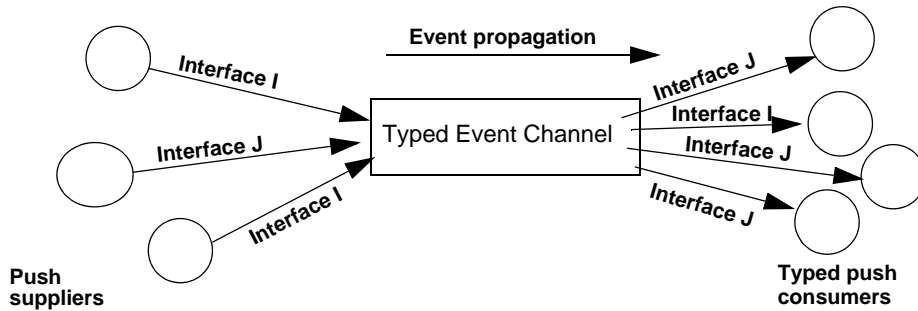 Event propagation
Interface I
Interface J
Interface I
Typed Event Channel
Interface J
Interface I
Interface J
Interface J
Push
suppliers
Typed push
consumers